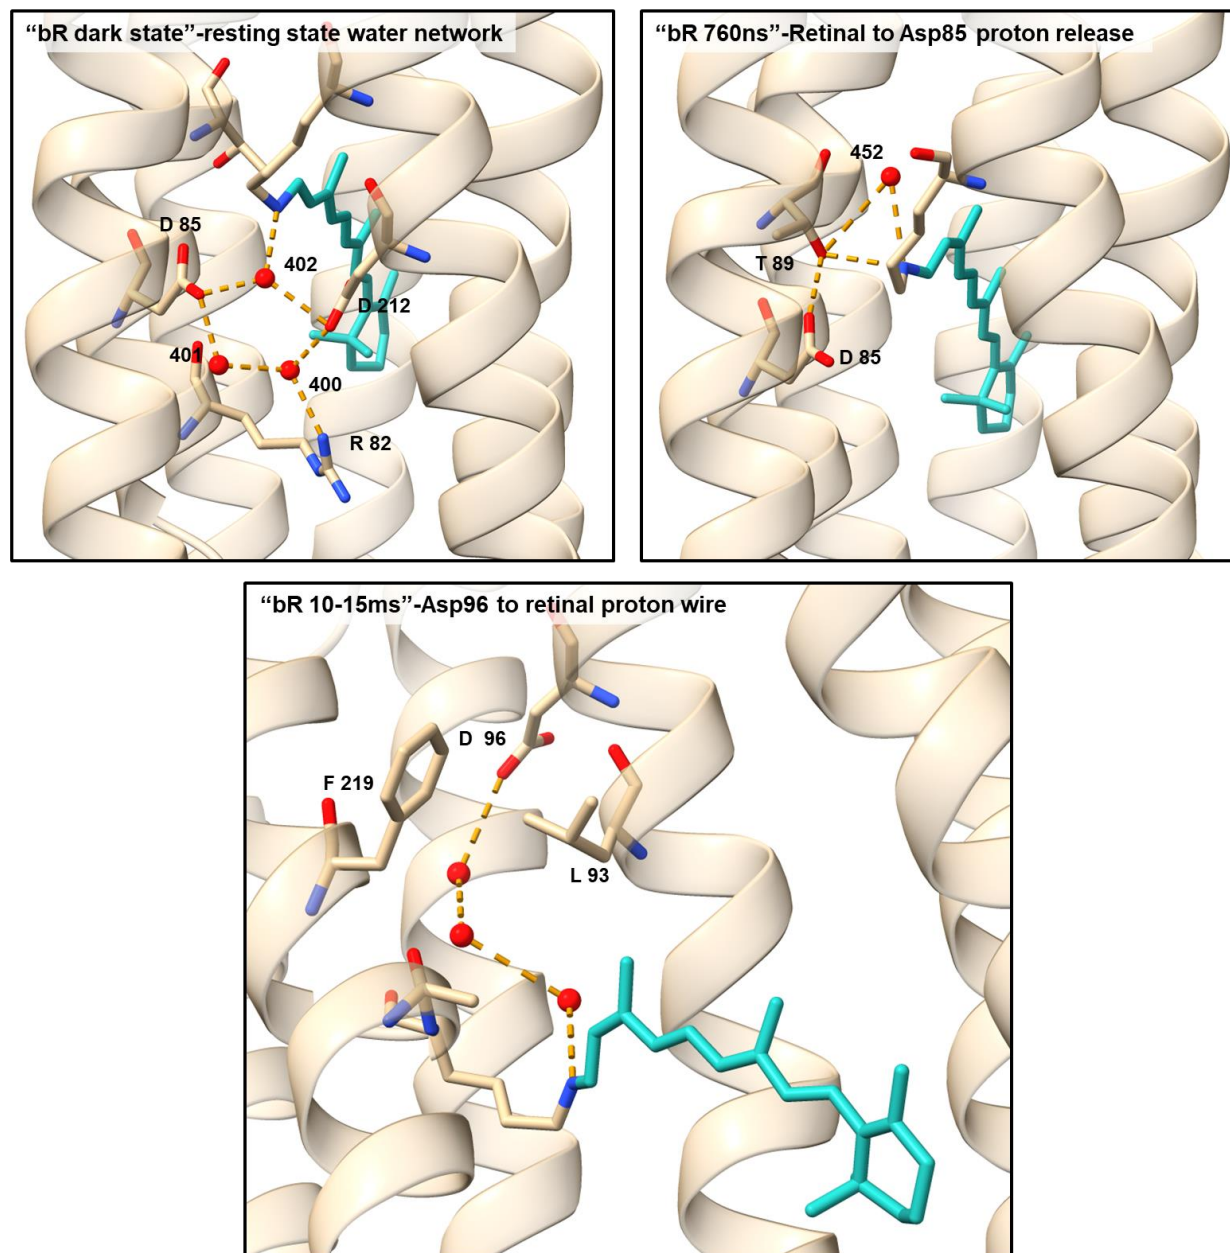 “bR dark state”-resting state water network
D 85
402
D 212
401
400
R 82
“bR 760ns”-Retinal to Asp85 proton release
452
T 89
D 85
“bR 10-15ms”-Asp96 to retinal proton wire
D 96
F 219
L 93